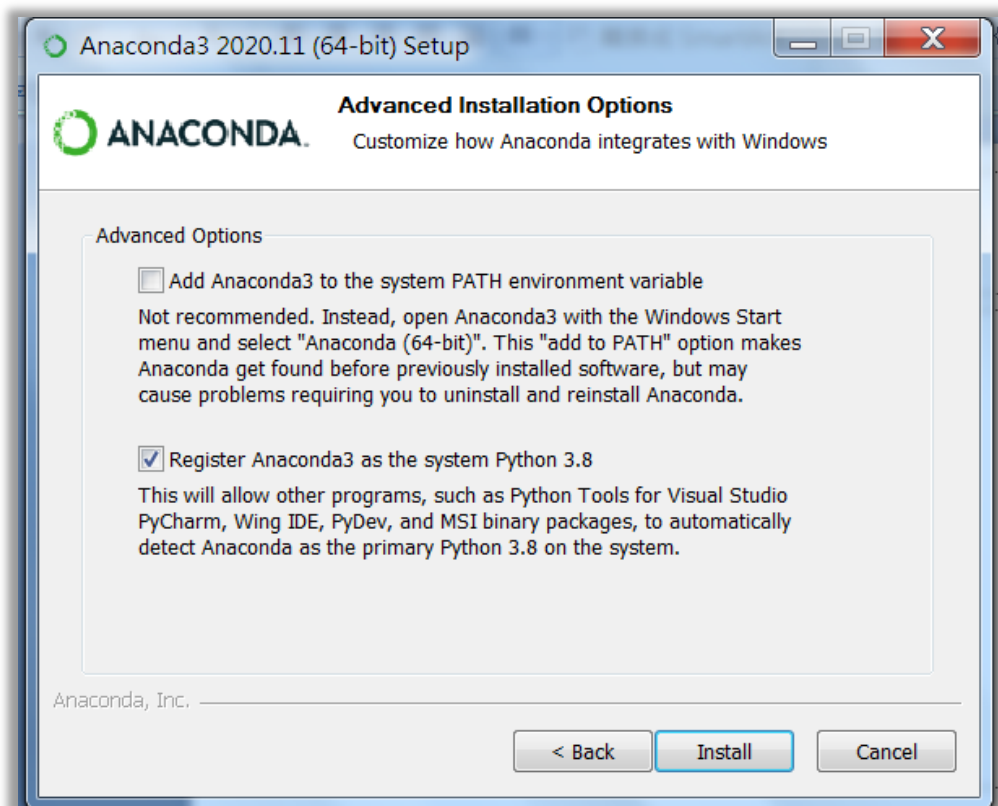 Anaconda3 2020.11 (64-bit) Setup
ANACONDA.
Advanced Installation Options
Customize how Anaconda integrates with Windows
Advanced Options
Add Anaconda3 to the system PATH environment variable
Not recommended. Instead, open Anaconda3 with the Windows Start
menu and select "Anaconda (64-bit)". This "add to PATH" option makes
Anaconda get found before previously installed software, but may
cause problems requiring you to uninstall and reinstall Anaconda.
Register Anaconda3 as the system Python 3.8
This will allow other programs, such as Python Tools for Visual Studio
PyCharm, Wing IDE, PyDev, and MSI binary packages, to automatically
detect Anaconda as the primary Python 3.8 on the system.
Anaconda, Inc.
< Back Install Cancel